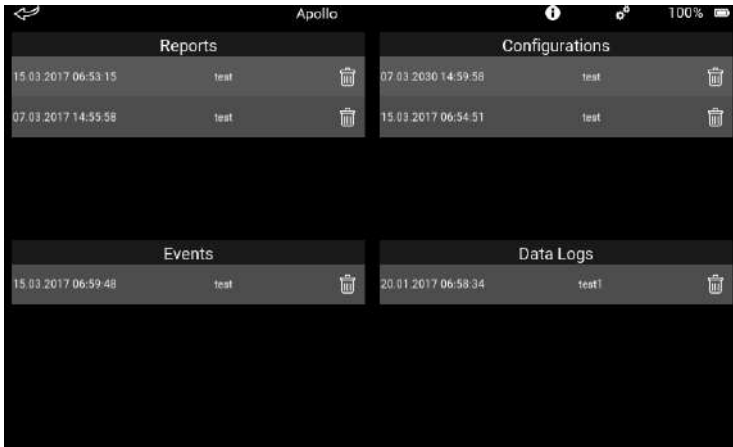 Apollo 100%
Reports
15.03.2017 06:53:15 test
07.03.2017 14:55:58 test
Configurations
07.03.2030 14:59:58 test
15.03.2017 06:54:51 test
Events
15.03.2017 06:59:48 test
Data Logs
20.01.2017 06:58:34 test1